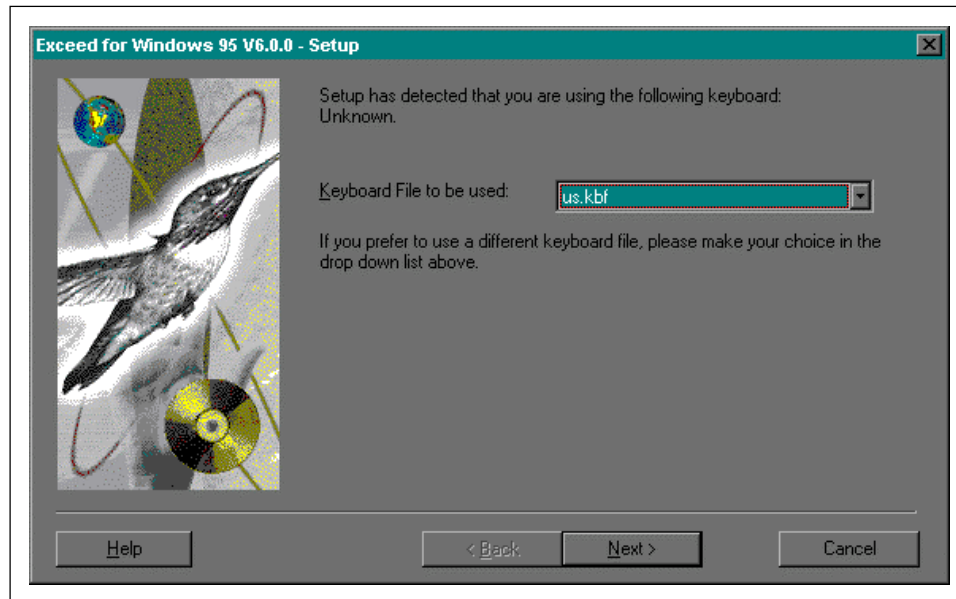 Exceed for Windows 95 V6.0.0 - Setup
Setup has detected that you are using the following keyboard:
Unknown.
Keyboard File to be used:
us.kbf
If you prefer to use a different keyboard file, please make your choice in the
drop down list above.
Help
< Back
Next >
Cancel